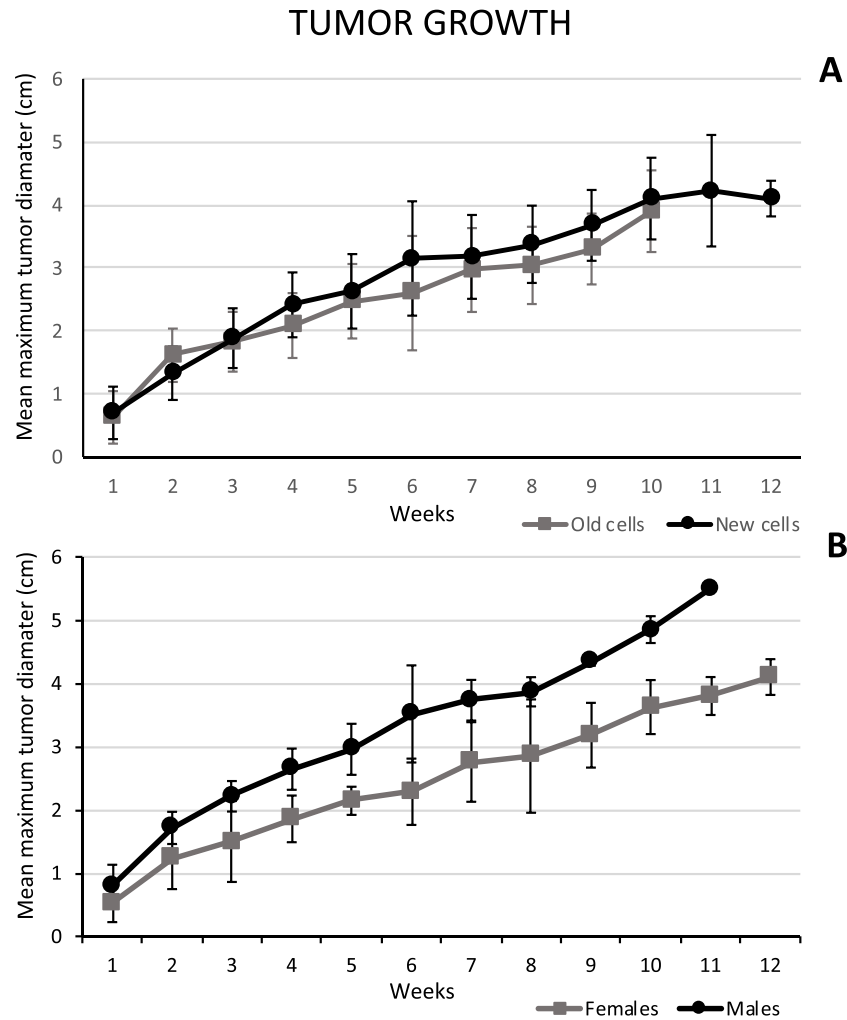 TUMOR GROWTH
A
Mean maximum tumor diamater (cm)
6
5
4
3
2
1
0
1 2 3 4 5 6 7 8 9 10 11 12
Weeks
Old cells New cells
B
Mean maximum tumor diamater (cm)
6
5
4
3
2
1
0
1 2 3 4 5 6 7 8 9 10 11 12
Weeks
Females Males